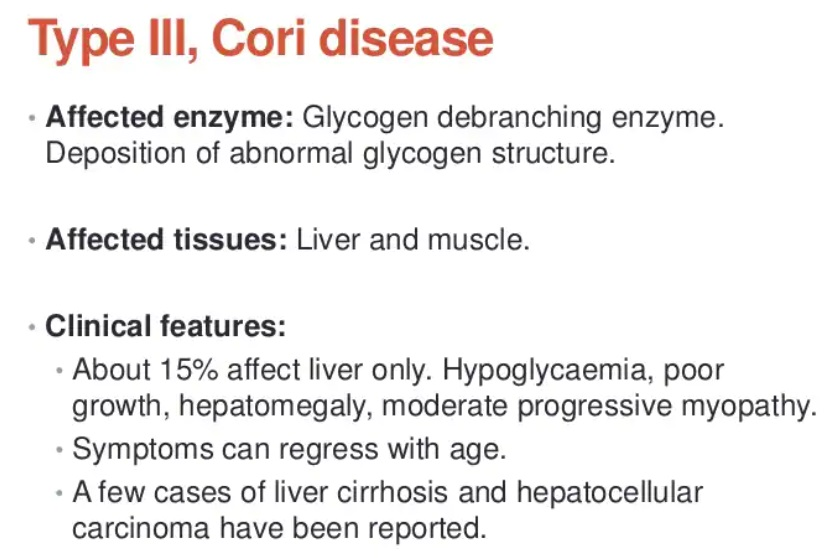 Type III, Cori disease
• Affected enzyme: Glycogen debranching enzyme.
Deposition of abnormal glycogen structure.
• Affected tissues: Liver and muscle.
• Clinical features:
• About 15% affect liver only. Hypoglycaemia, poor
growth, hepatomegaly, moderate progressive myopathy.
• Symptoms can regress with age.
• A few cases of liver cirrhosis and hepatocellular
carcinoma have been reported.